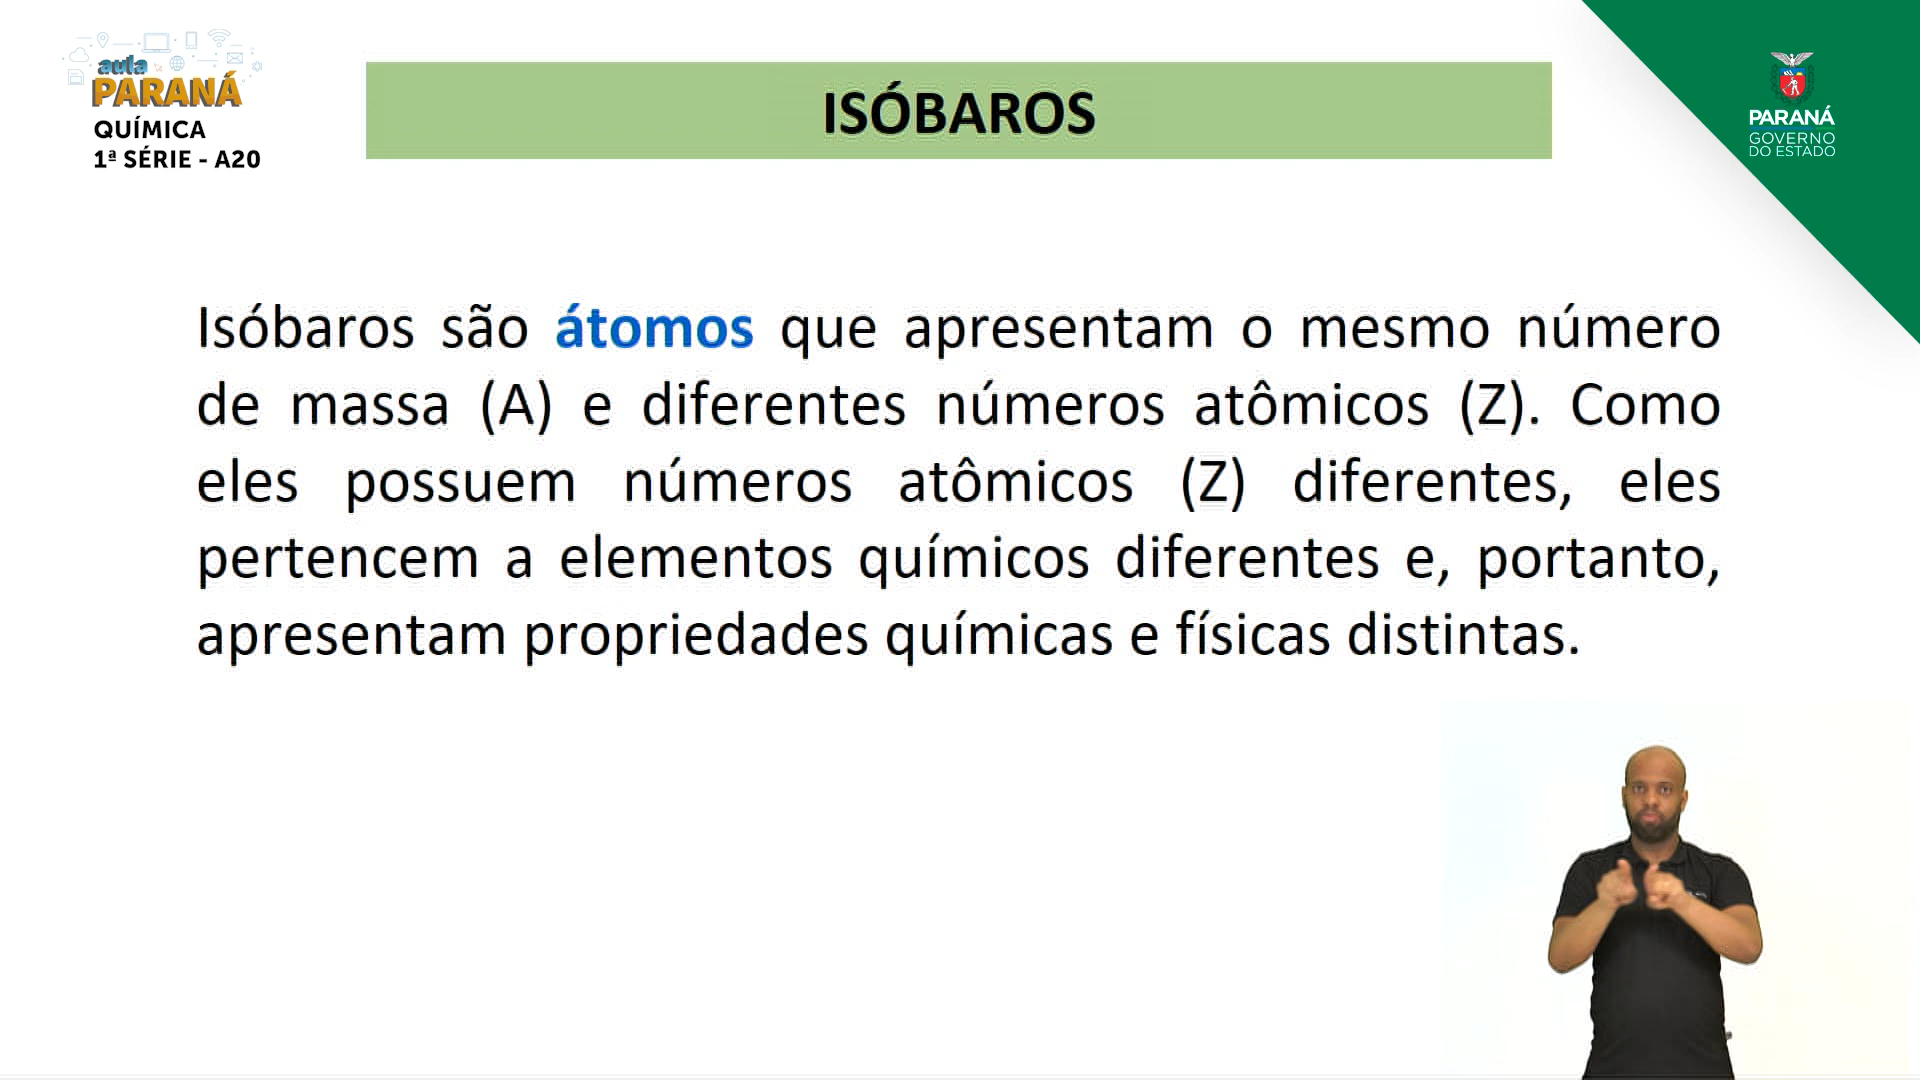 aula
PARANÁ
QUÍMICA
1ª SÉRIE - A20
ISÓBAROS
PARANÁ
GOVERNO
DO ESTADO
Isóbaros são átomos que apresentam o mesmo número
de massa (A) e diferentes números atômicos (Z). Como
eles possuem números atômicos (Z) diferentes, eles
pertencem a elementos químicos diferentes e, portanto,
apresentam propriedades químicas e físicas distintas.